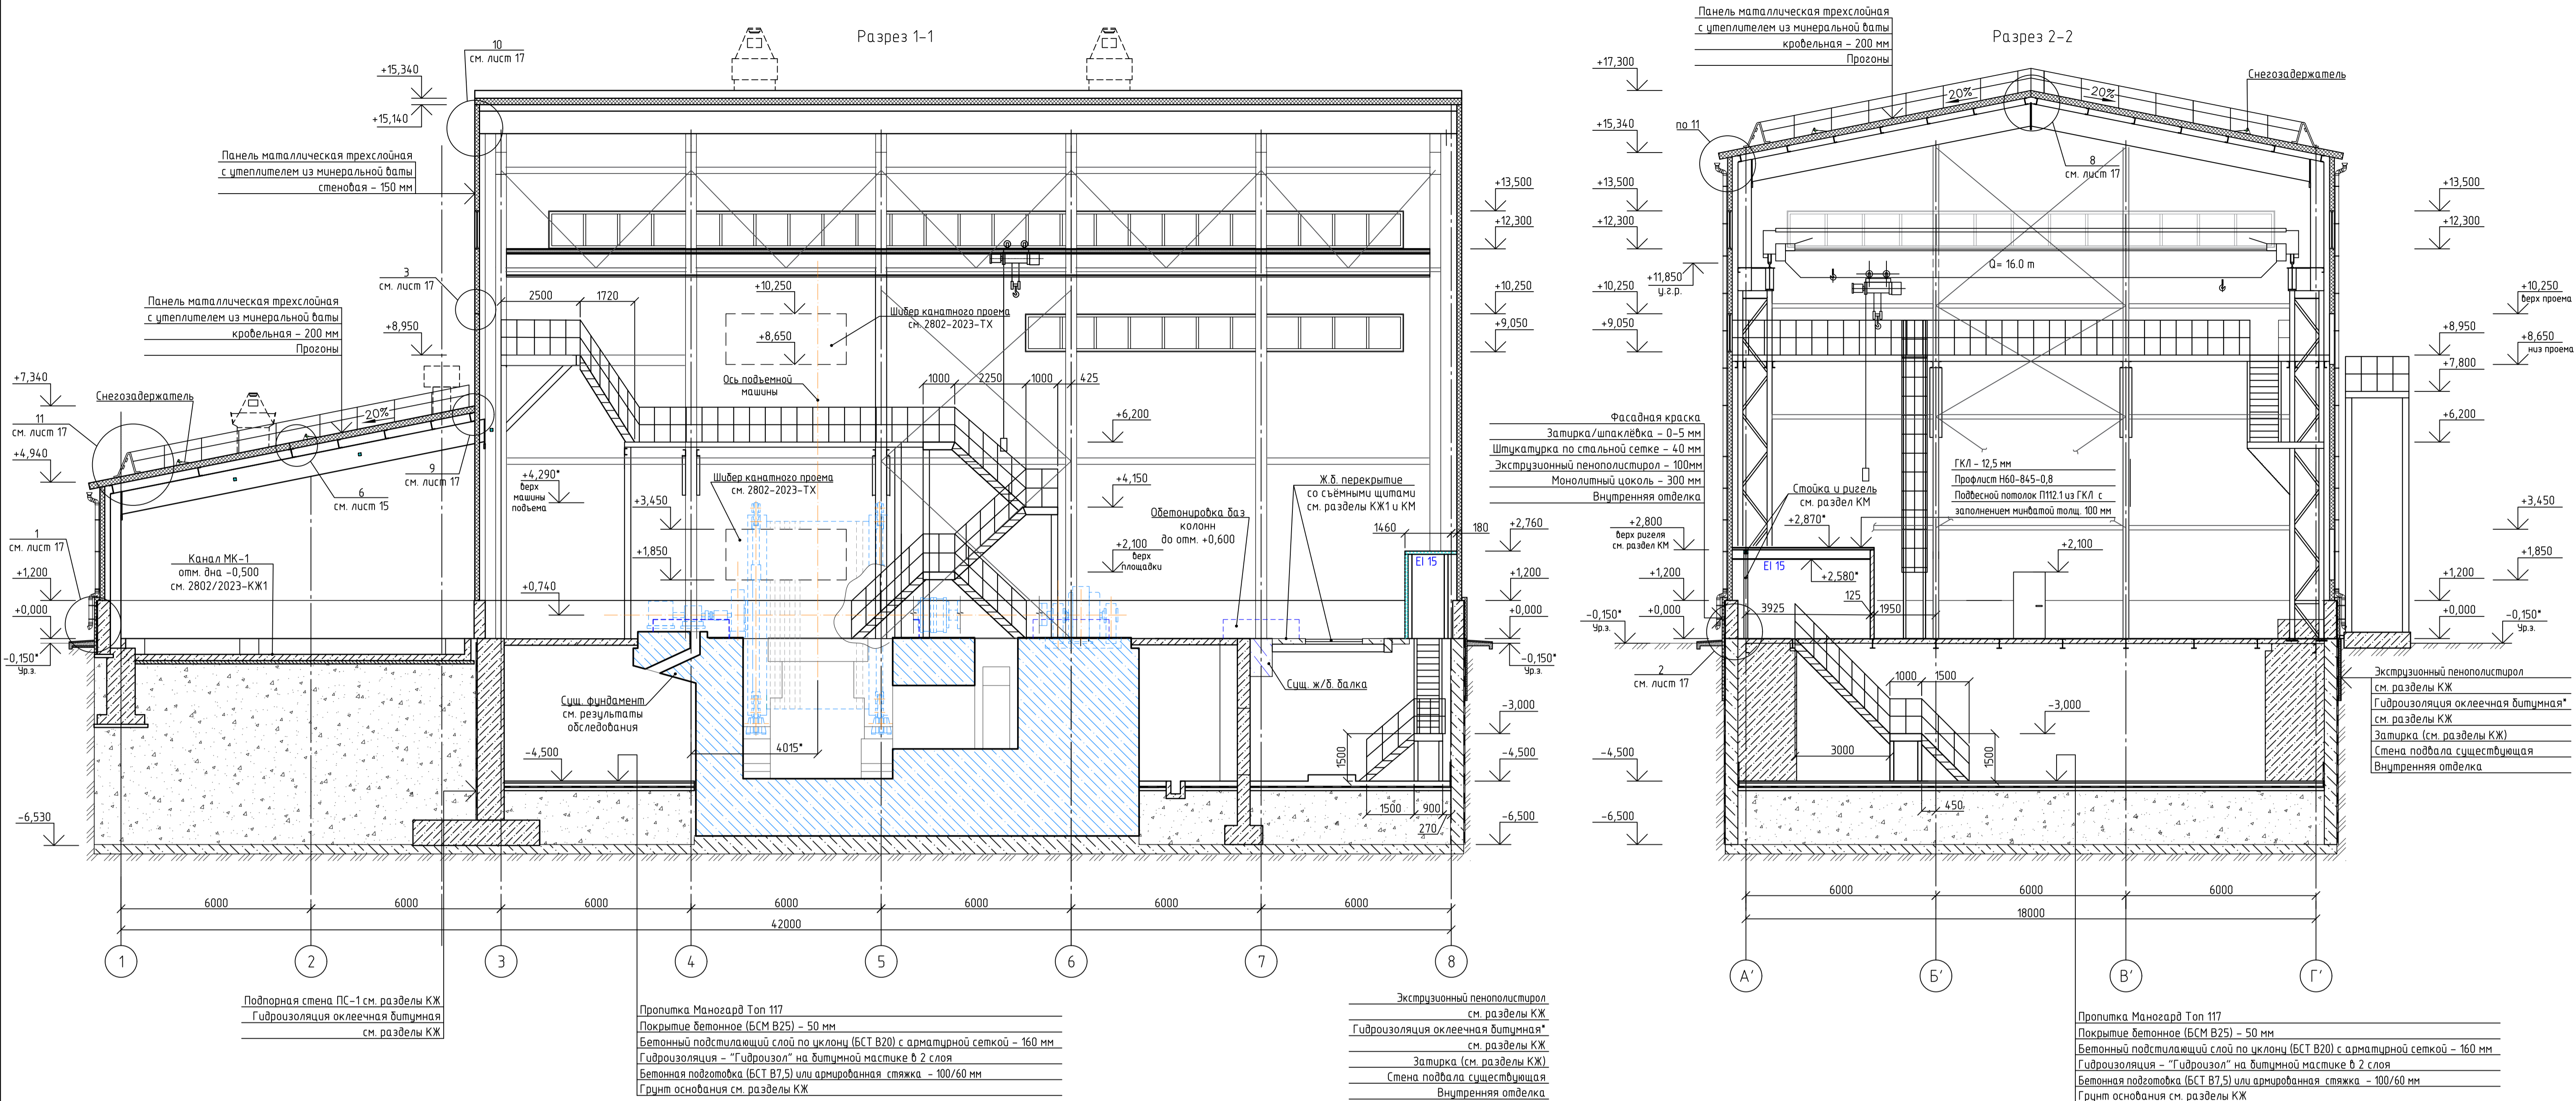 Разрез 1-1
10
см. лист 17
+15,340
+15,140
Панель маталлическая трехслойная
с утеплителем из минеральной ваты
стеновая - 150 мм
3
см. лист 17
Панель маталлическая трехслойная
с утеплителем из минеральной ваты
кровельная - 200 мм
Прогоны
+8,950
+7,340
Снегозадержатель
20%
11
см. лист 17
+4,940
9
см. лист 17
6
см. лист 15
1
см. лист 17
Канал МК-1
отм. дна -0,500
см. 2802/2023-КЖ1
+1,200
+0,000
-0,150*
Ур.з.
-6,530
2500
1720
+10,250
+8,650
Шибер канатного проема
см. 2802-2023-ТХ
Ось подъемной
машины
1000
2250
1000
425
+6,200
+4,290*
верх
машины
подъема
Шибер канатного проема
см. 2802-2023-ТХ
+3,450
+1,850
+0,740
+4,150
+2,100
верх
площадки
Обетонировка баз
колонн
до отм. +0,600
Ж.б. перекрытие
со съёмными щитами
см. разделы КЖ1 и КМ
1460
180
EI 15
+13,500
+12,300
+10,250
+9,050
+2,760
+1,200
+0,000
-0,150*
Ур.з.
-3,000
-4,500
-6,500
Сущ. фундамент
см. результаты
обследования
-4,500
4015*
Сущ. ж/б. балка
1500
1500
900
270
6000
6000
6000
6000
6000
6000
6000
42000
1
2
3
4
5
6
7
8
Подпорная стена ПС-1 см. разделы КЖ
Гидроизоляция оклеечная битумная
см. разделы КЖ
Пропитка Маногард Топ 117
Покрытие бетонное (БСМ В25) - 50 мм
Бетонный подстилающий слой по уклону (БСТ В20) с арматурной сеткой - 160 мм
Гидроизоляция - "Гидроизол" на битумной мастике в 2 слоя
Бетонная подготовка (БСТ В7,5) или армированная стяжка - 100/60 мм
Грунт основания см. разделы КЖ
Экструзионный пенополистирол
см. разделы КЖ
Гидроизоляция оклеечная битумная*
см. разделы КЖ
Затирка (см. разделы КЖ)
Стена подвала существующая
Внутренняя отделка
Разрез 2-2
Панель маталлическая трехслойная
с утеплителем из минеральной ваты
кровельная - 200 мм
Прогоны
Снегозадержатель
20%
20%
по 11
8
см. лист 17
+17,300
+15,340
+13,500
+12,300
+11,850
у.г.р.
+10,250
+9,050
Q= 16.0 т
+13,500
+12,300
+10,250
верх проема
+8,950
+8,650
низ проема
+7,800
+6,200
+3,450
+1,850
+1,200
+0,000
-0,150*
Ур.з.
Фасадная краска
Затирка/шпаклёвка - 0-5 мм
Штукатурка по стальной сетке - 40 мм
Экструзионный пенополистирол - 100мм
Монолитный цоколь - 300 мм
Внутренняя отделка
Стойка и ригель
см. раздел КМ
ГКЛ - 12,5 мм
Профлист Н60-845-0,8
Подвесной потолок П112.1 из ГКЛ с
заполнением минватой толщ. 100 мм
+2,800
верх ригеля
см. раздел КМ
+2,870*
EI 15
+2,580*
+2,100
+1,200
+0,000
-0,150*
Ур.з.
3925
125
1950
2
см. лист 17
1000
1500
-3,000
3000
1500
450
-4,500
-6,500
Экструзионный пенополистирол
см. разделы КЖ
Гидроизоляция оклеечная битумная*
см. разделы КЖ
Затирка (см. разделы КЖ)
Стена подвала существующая
Внутренняя отделка
6000
6000
6000
18000
А'
Б'
В'
Г'
Пропитка Маногард Топ 117
Покрытие бетонное (БСМ В25) - 50 мм
Бетонный подстилающий слой по уклону (БСТ В20) с арматурной сеткой - 160 мм
Гидроизоляция - "Гидроизол" на битумной мастике в 2 слоя
Бетонная подготовка (БСТ В7,5) или армированная стяжка - 100/60 мм
Грунт основания см. разделы КЖ